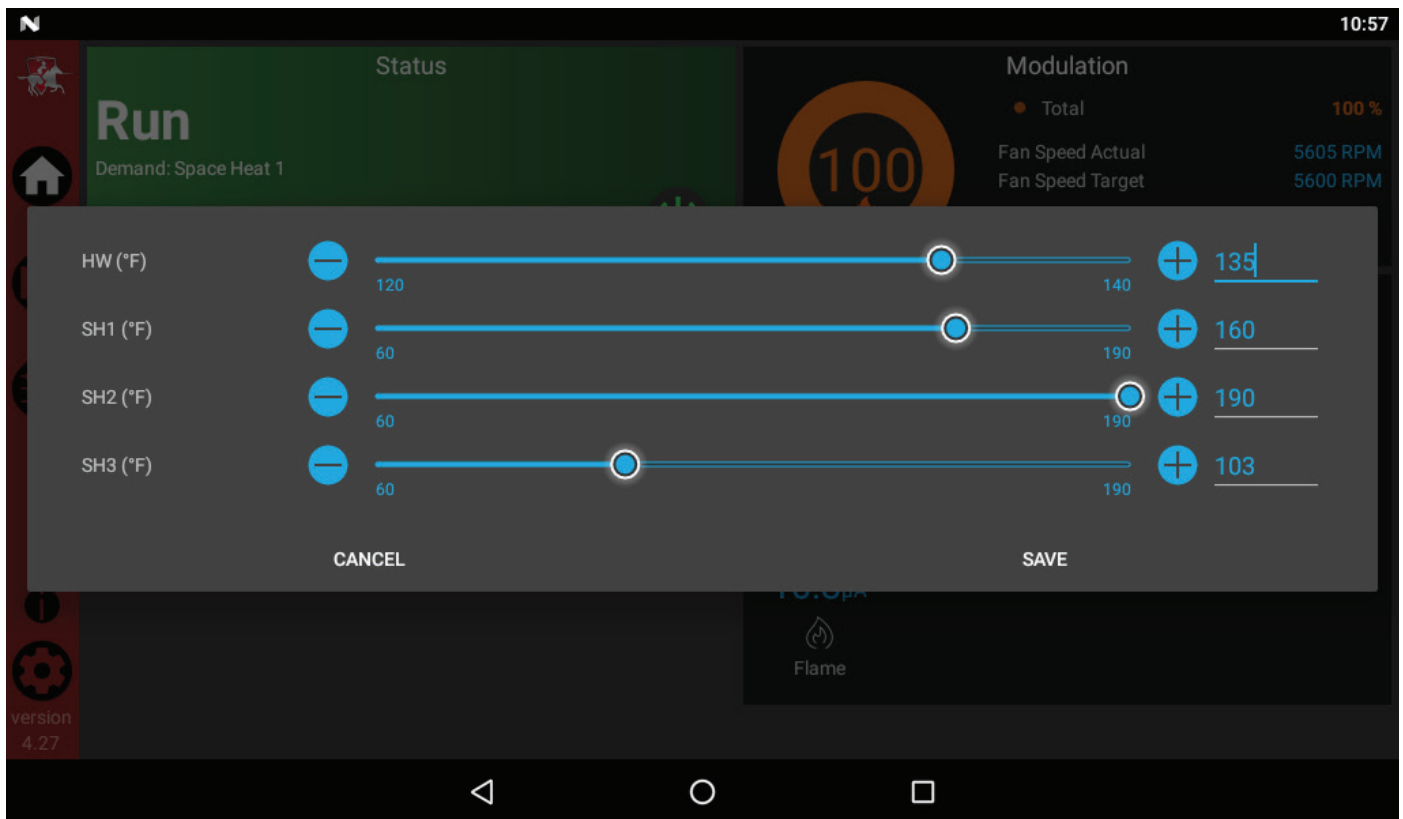 10:57
Status
Run
Demand: Space Heat 1
Modulation
Total 100 %
100
Fan Speed Actual 5605 RPM
Fan Speed Target 5600 RPM
HW (°F) 135
120 140
SH1 (°F) 160
60 190
SH2 (°F) 190
60 190
SH3 (°F) 103
60 190
CANCEL SAVE
µA
Flame
version
4.27